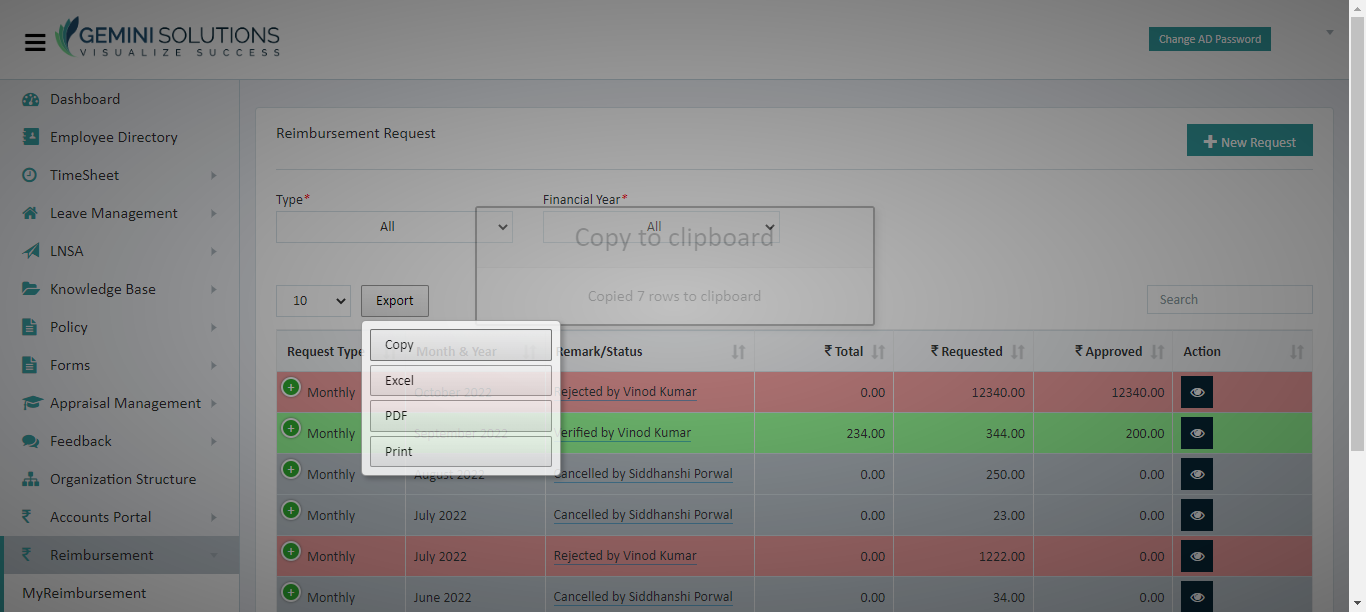 GEMINI SOLUTIONS
VISUALIZE SUCCESS
Change AD Password
Dashboard
Employee Directory
TimeSheet
Leave Management
LNSA
Knowledge Base
Policy
Forms
Appraisal Management
Feedback
Organization Structure
Accounts Portal
₹ Reimbursement
MyReimbursement
Reimbursement Request
New Request
Type* Financial Year*
All All
Copy to clipboard
Copied 7 rows to clipboard
10 Export Search
Copy
Excel
PDF
Print
Request Type Month & Year Remark/Status ₹ Total ₹ Requested ₹ Approved Action
Monthly October 2022 Rejected by Vinod Kumar 0.00 12340.00 12340.00
Monthly September 2022 Verified by Vinod Kumar 234.00 344.00 200.00
Monthly August 2022 Cancelled by Siddhanshi Porwal 0.00 250.00 0.00
Monthly July 2022 Cancelled by Siddhanshi Porwal 0.00 23.00 0.00
Monthly July 2022 Rejected by Vinod Kumar 0.00 1222.00 0.00
Monthly June 2022 Cancelled by Siddhanshi Porwal 0.00 34.00 0.00